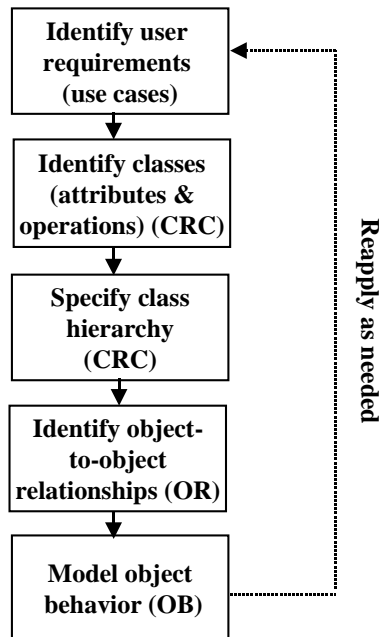 Identify user
requirements
(use cases)
Identify classes
(attributes &
operations) (CRC)
Specify class
hierarchy
(CRC)
Identify object-
to-object
relationships (OR)
Model object
behavior (OB)
Reapply as needed